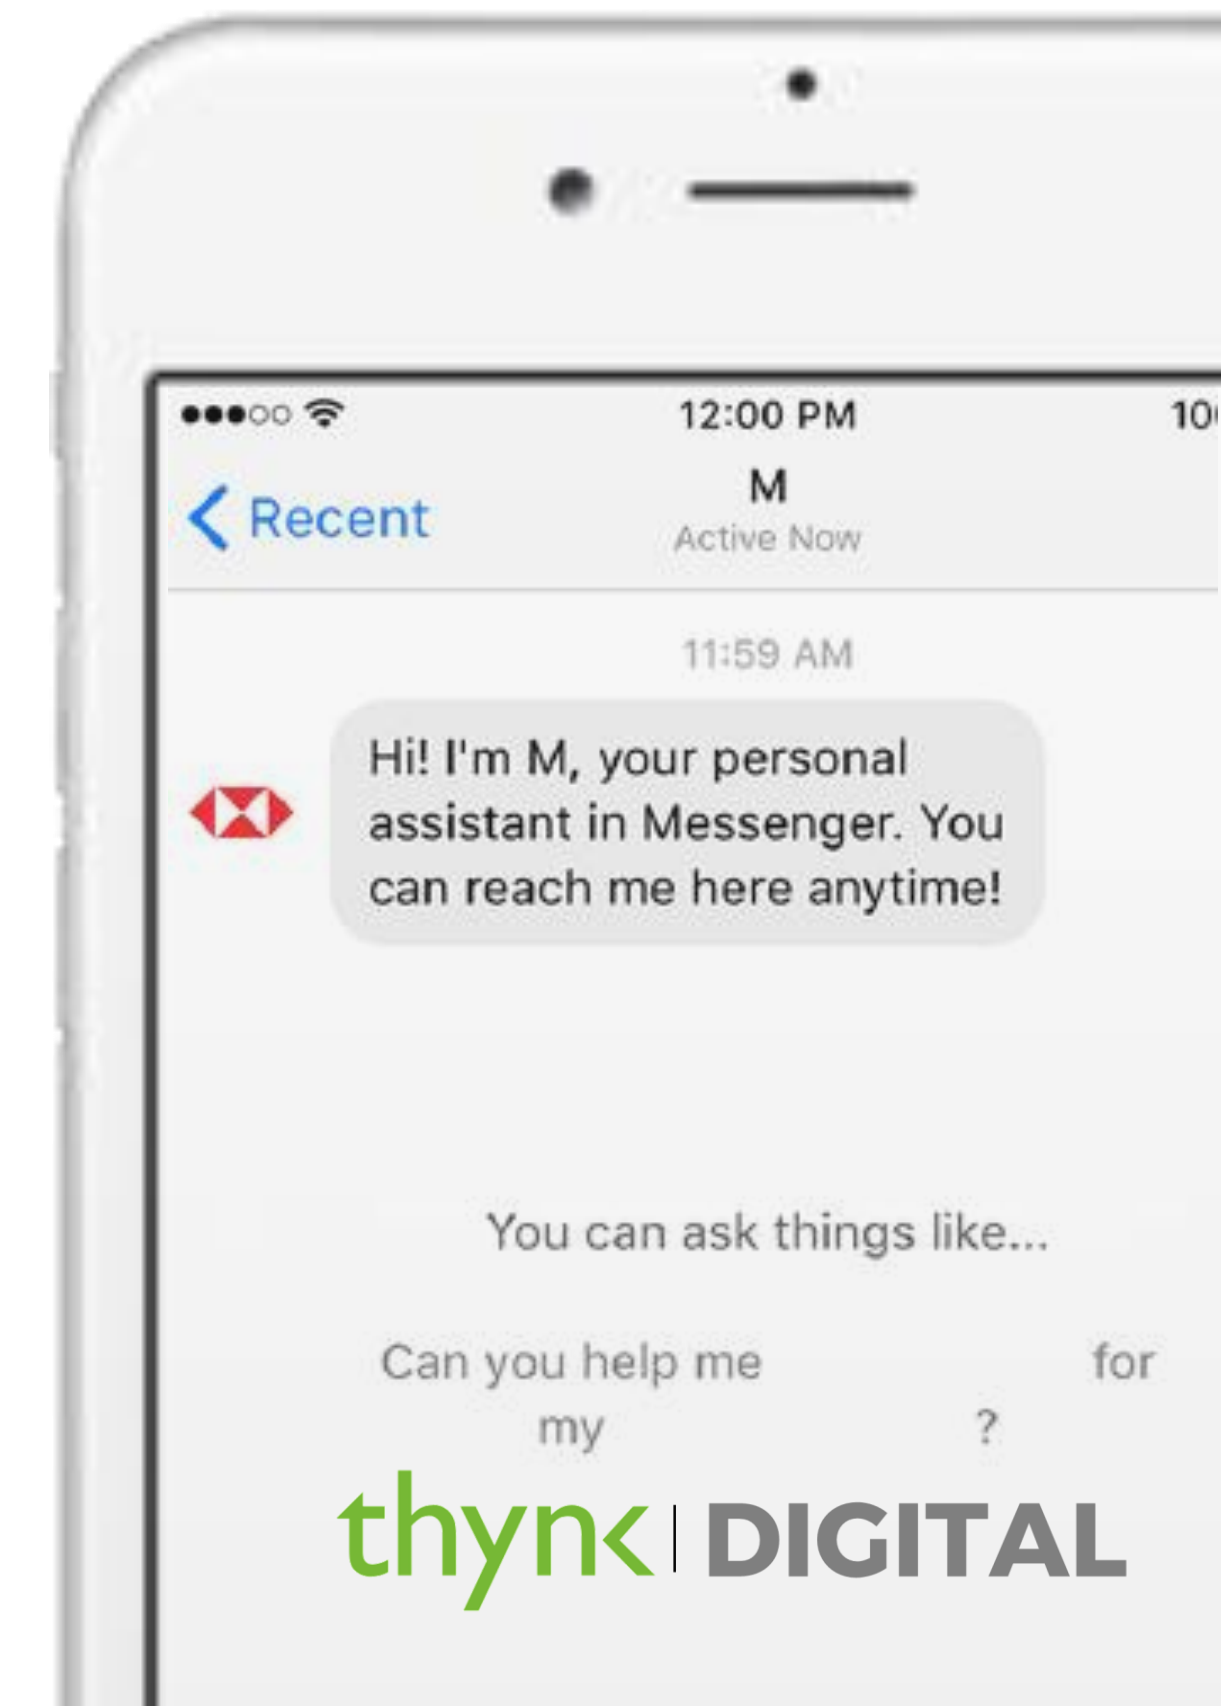 12:00 PM
10
Recent
M
Active Now
11:59 AM
Hi! I'm M, your personal
assistant in Messenger. You
can reach me here anytime!
You can ask things like...
Can you help me for
my ?
thynk | DIGITAL